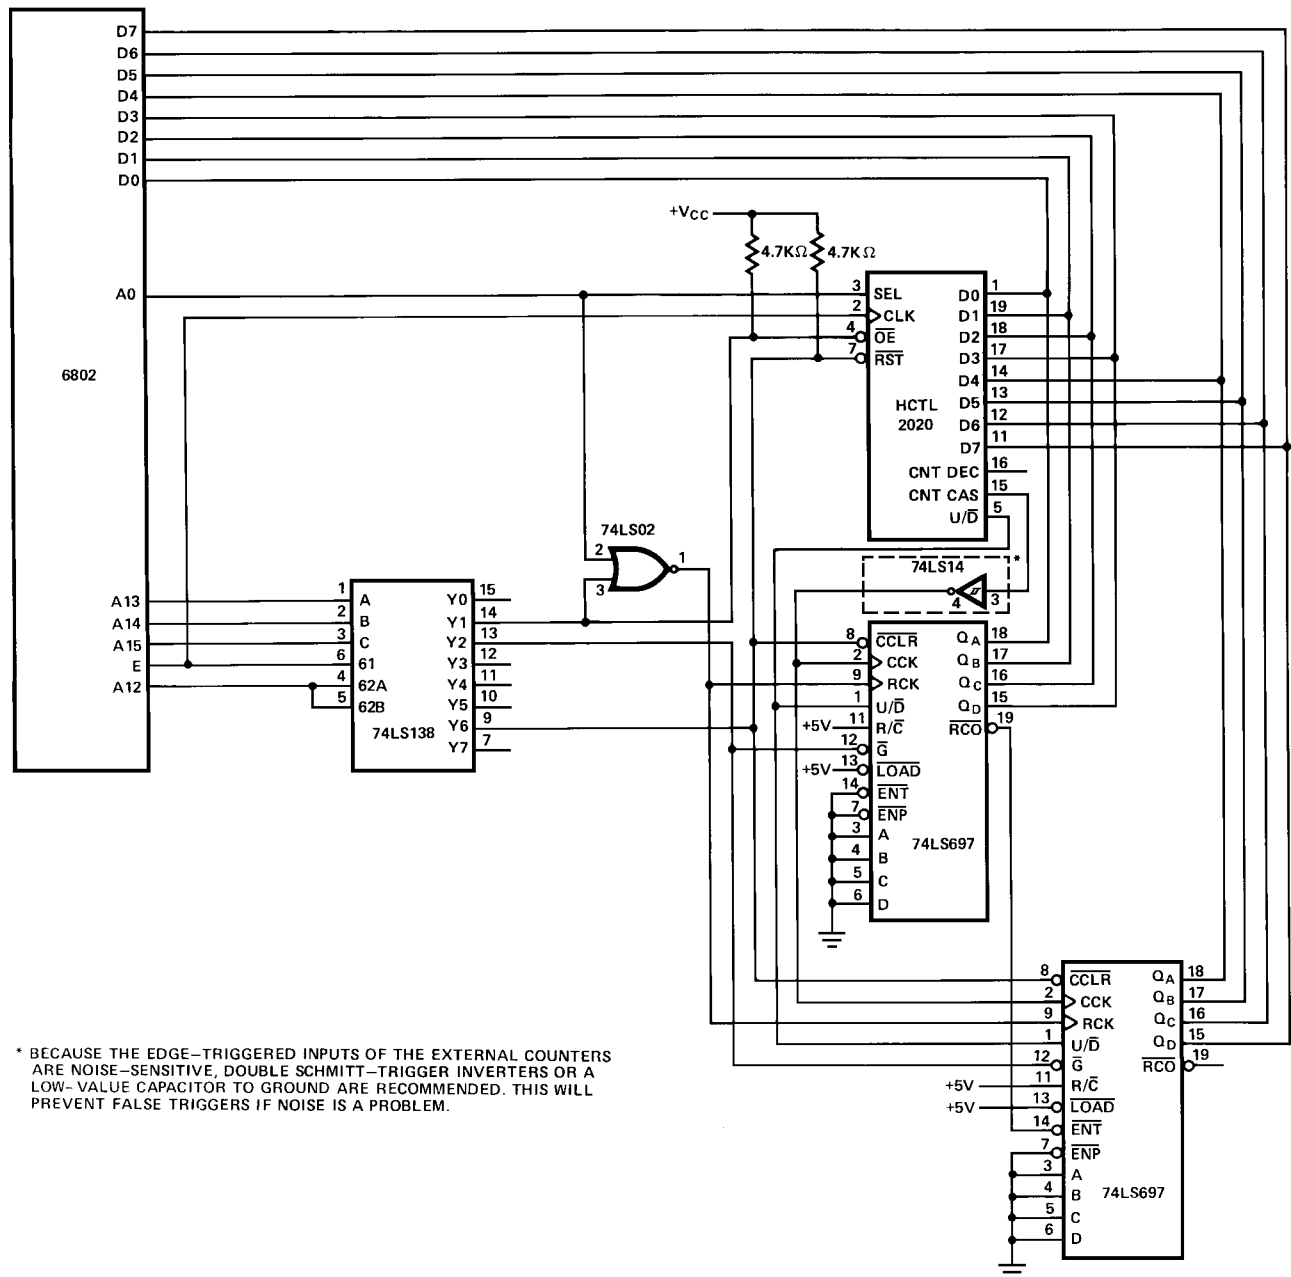 D7
D6
D5
D4
D3
D2
D1
D0
+VCC
4.7KΩ 4.7KΩ
A0
6802
3 SEL D0 1
2 CLK D1 19
4 OE D2 18
7 RST D3 17
D4 14
HCTL D5 13
2020 D6 12
D7 11
CNT DEC 16
CNT CAS 15
U/D 5
74LS02
2 1
3
74LS14 *
4 3
A13 1 A Y0 15
A14 2 B Y1 14
A15 3 C Y2 13
E 6 61 Y3 12
A12 4 62A Y4 11
5 62B Y5 10
74LS138 Y6 9
Y7 7
8 CCLR QA 18
2 CCK QB 17
9 RCK QC 16
1 U/D QD 15
+5V 11 R/C RCO 19
12 G
+5V 13 LOAD
14 ENT
7 ENP
3 A 74LS697
4 B
5 C
6 D
8 CCLR QA 18
2 CCK QB 17
9 RCK QC 16
1 U/D QD 15
12 G RCO 19
+5V 11 R/C
+5V 13 LOAD
14 ENT
7 ENP
3 A
4 B 74LS697
5 C
6 D
* BECAUSE THE EDGE–TRIGGERED INPUTS OF THE EXTERNAL COUNTERS
ARE NOISE–SENSITIVE, DOUBLE SCHMITT–TRIGGER INVERTERS OR A
LOW–VALUE CAPACITOR TO GROUND ARE RECOMMENDED. THIS WILL
PREVENT FALSE TRIGGERS IF NOISE IS A PROBLEM.